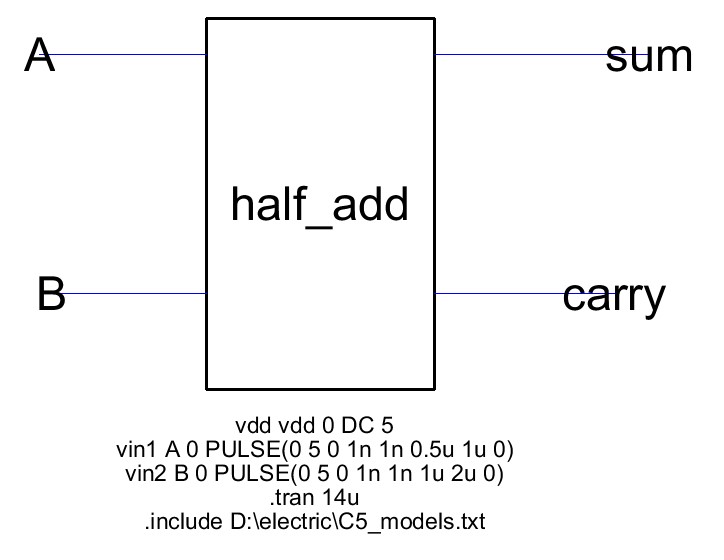 A
sum
half_add
B
carry
vdd vdd 0 DC 5
vin1 A 0 PULSE(0 5 0 1n 1n 0.5u 1u 0)
vin2 B 0 PULSE(0 5 0 1n 1n 1u 2u 0)
.tran 14u
.include D:\electric\C5_models.txt